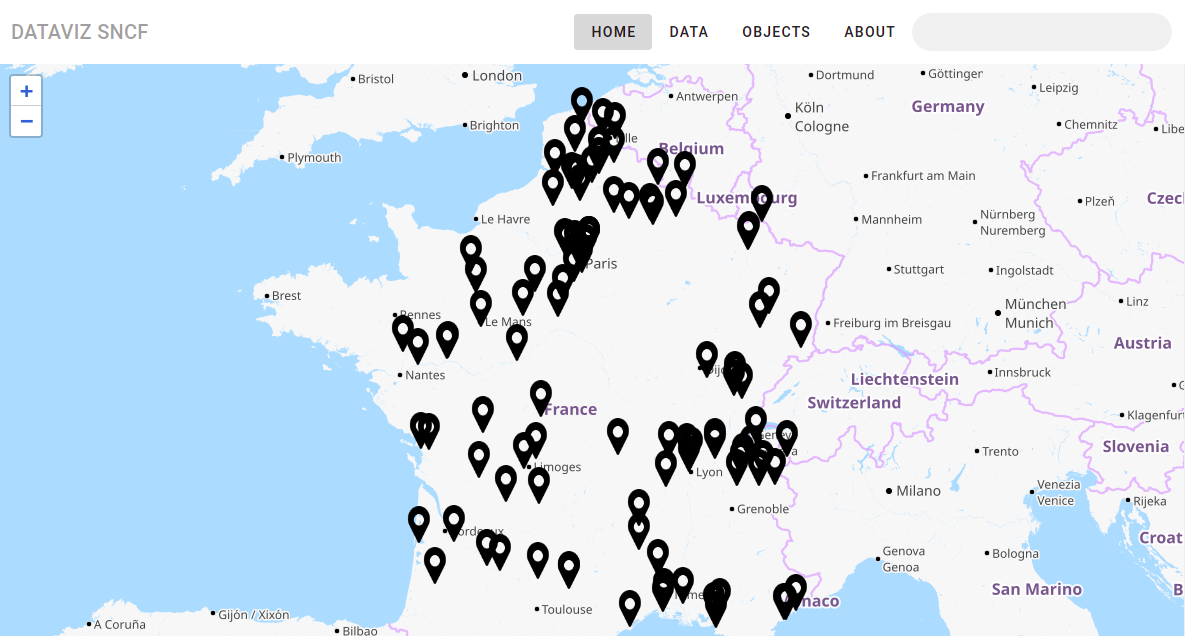 DATAVIZ SNCF
HOME
DATA
OBJECTS
ABOUT
+
−
Bristol
London
Dortmund
Göttingen
Leipzig
Antwerpen
Köln
Cologne
Germany
Brighton
Chemnitz
Libe
Belgium
Plymouth
Frankfurt am Main
Luxembourg
Plzeň
Czec
Le Havre
Mannheim
Nürnberg
Nuremberg
Paris
Stuttgart
Ingolstadt
Brest
München
Munich
Linz
Rennes
Le Mans
Freiburg im Breisgau
Austria
Nantes
Liechtenstein
Innsbruck
Switzerland
France
Klagenfurt
Slovenia
Limoges
Lyon
Trento
Milano
Venezia
Venice
Rijeka
Grenoble
Croat
Genova
Genoa
Bologna
San Marino
Toulouse
Gijón / Xixón
A Coruña
Bilbao